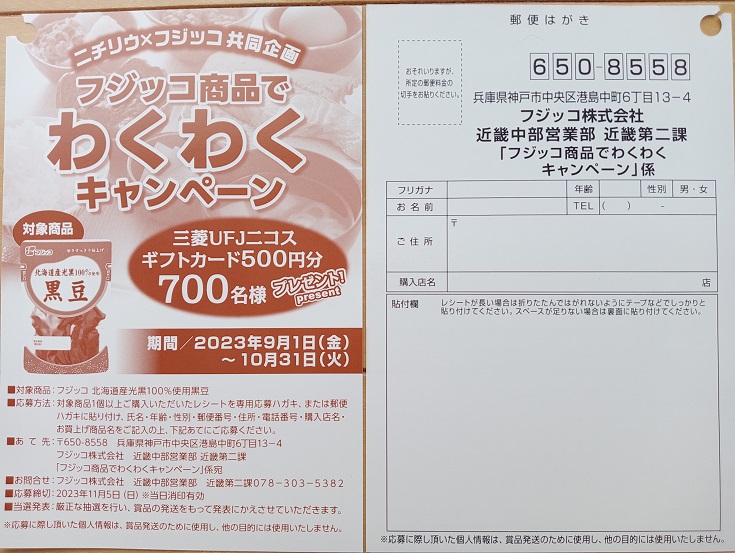 ニチリウ×フジッコ 共同企画
フジッコ商品で
わくわく
キャンペーン
対象商品
フジッコ
北海道産光黒100%使用
黒豆
三菱UFJニコス
ギフトカード500円分
700名様 プレゼント!
present
期間/2023年9月1日(金)
～10月31日(火)
■対象商品:フジッコ 北海道産光黒100%使用黒豆
■応募方法:対象商品1個以上ご購入いただいたレシートを専用応募ハガキ、または郵便
ハガキに貼り付け、氏名・年齢・性別・郵便番号・住所・電話番号・購入店名・
お買上げ商品名をご記入の上、下記あてにご応募ください。
■あ て 先:〒650-8558 兵庫県神戸市中央区港島中町6丁目13-4
フジッコ株式会社 近畿中部営業部 近畿第二課
「フジッコ商品でわくわくキャンペーン」係宛
■お問合せ:フジッコ株式会社 近畿中部営業部 近畿第二課078-303-5382
■応募締切:2023年11月5日(日)※当日消印有効
■当選発表:厳正な抽選を行い、賞品の発送をもって発表にかえさせていただきます。
※応募に際し頂いた個人情報は、賞品発送のために使用し、他の目的には使用いたしません。
郵便はがき
おそれいりますが、
所定の郵便料金の
切手をお貼りください。
650-8558
兵庫県神戸市中央区港島中町6丁目13-4
フジッコ株式会社
近畿中部営業部 近畿第二課
「フジッコ商品でわくわく
キャンペーン」係
フリガナ 年齢 性別 男・女
お名前 TEL ( ) -
ご住所 〒
購入店名 店
貼付欄 レシートが長い場合は折りたたんではがれないようにテープなどでしっかりと
貼り付けてください。スペースが足りない場合は裏面に貼り付けてください。
※応募に際し頂いた個人情報は、賞品発送のために使用し、他の目的には使用いたしません。